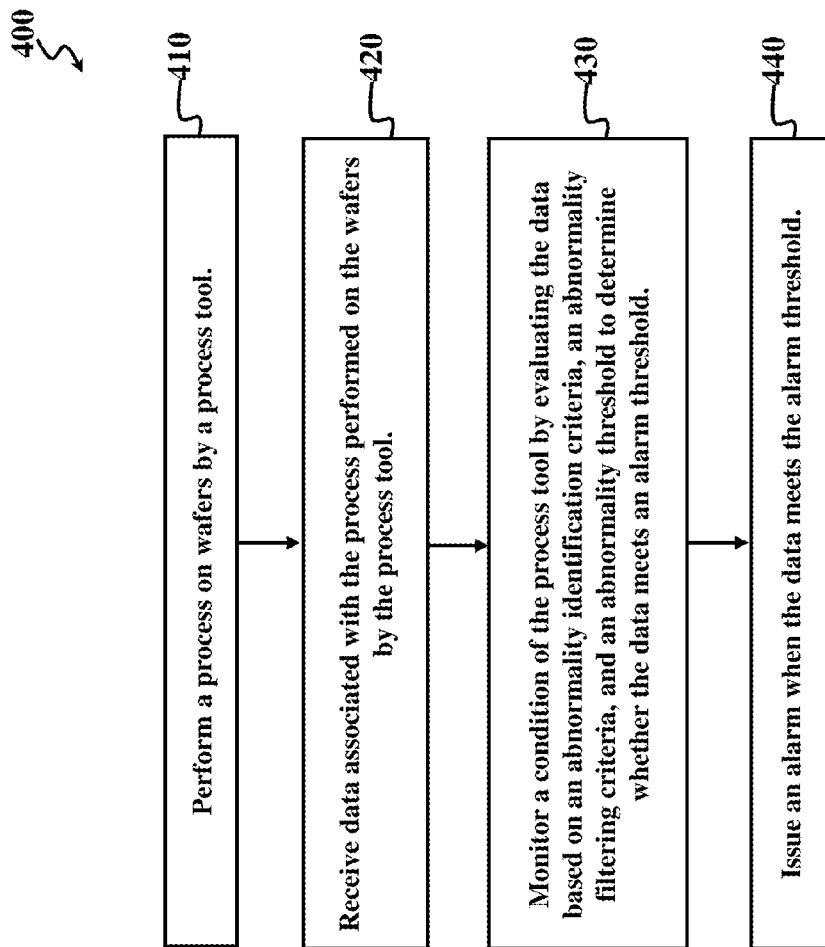 400
410
Perform a process on wafers by a process tool.
420
Receive data associated with the process performed on the wafers
by the process tool.
430
Monitor a condition of the process tool by evaluating the data
based on an abnormality identification criteria, an abnormality
filtering criteria, and an abnormality threshold to determine
whether the data meets an alarm threshold.
440
Issue an alarm when the data meets the alarm threshold.